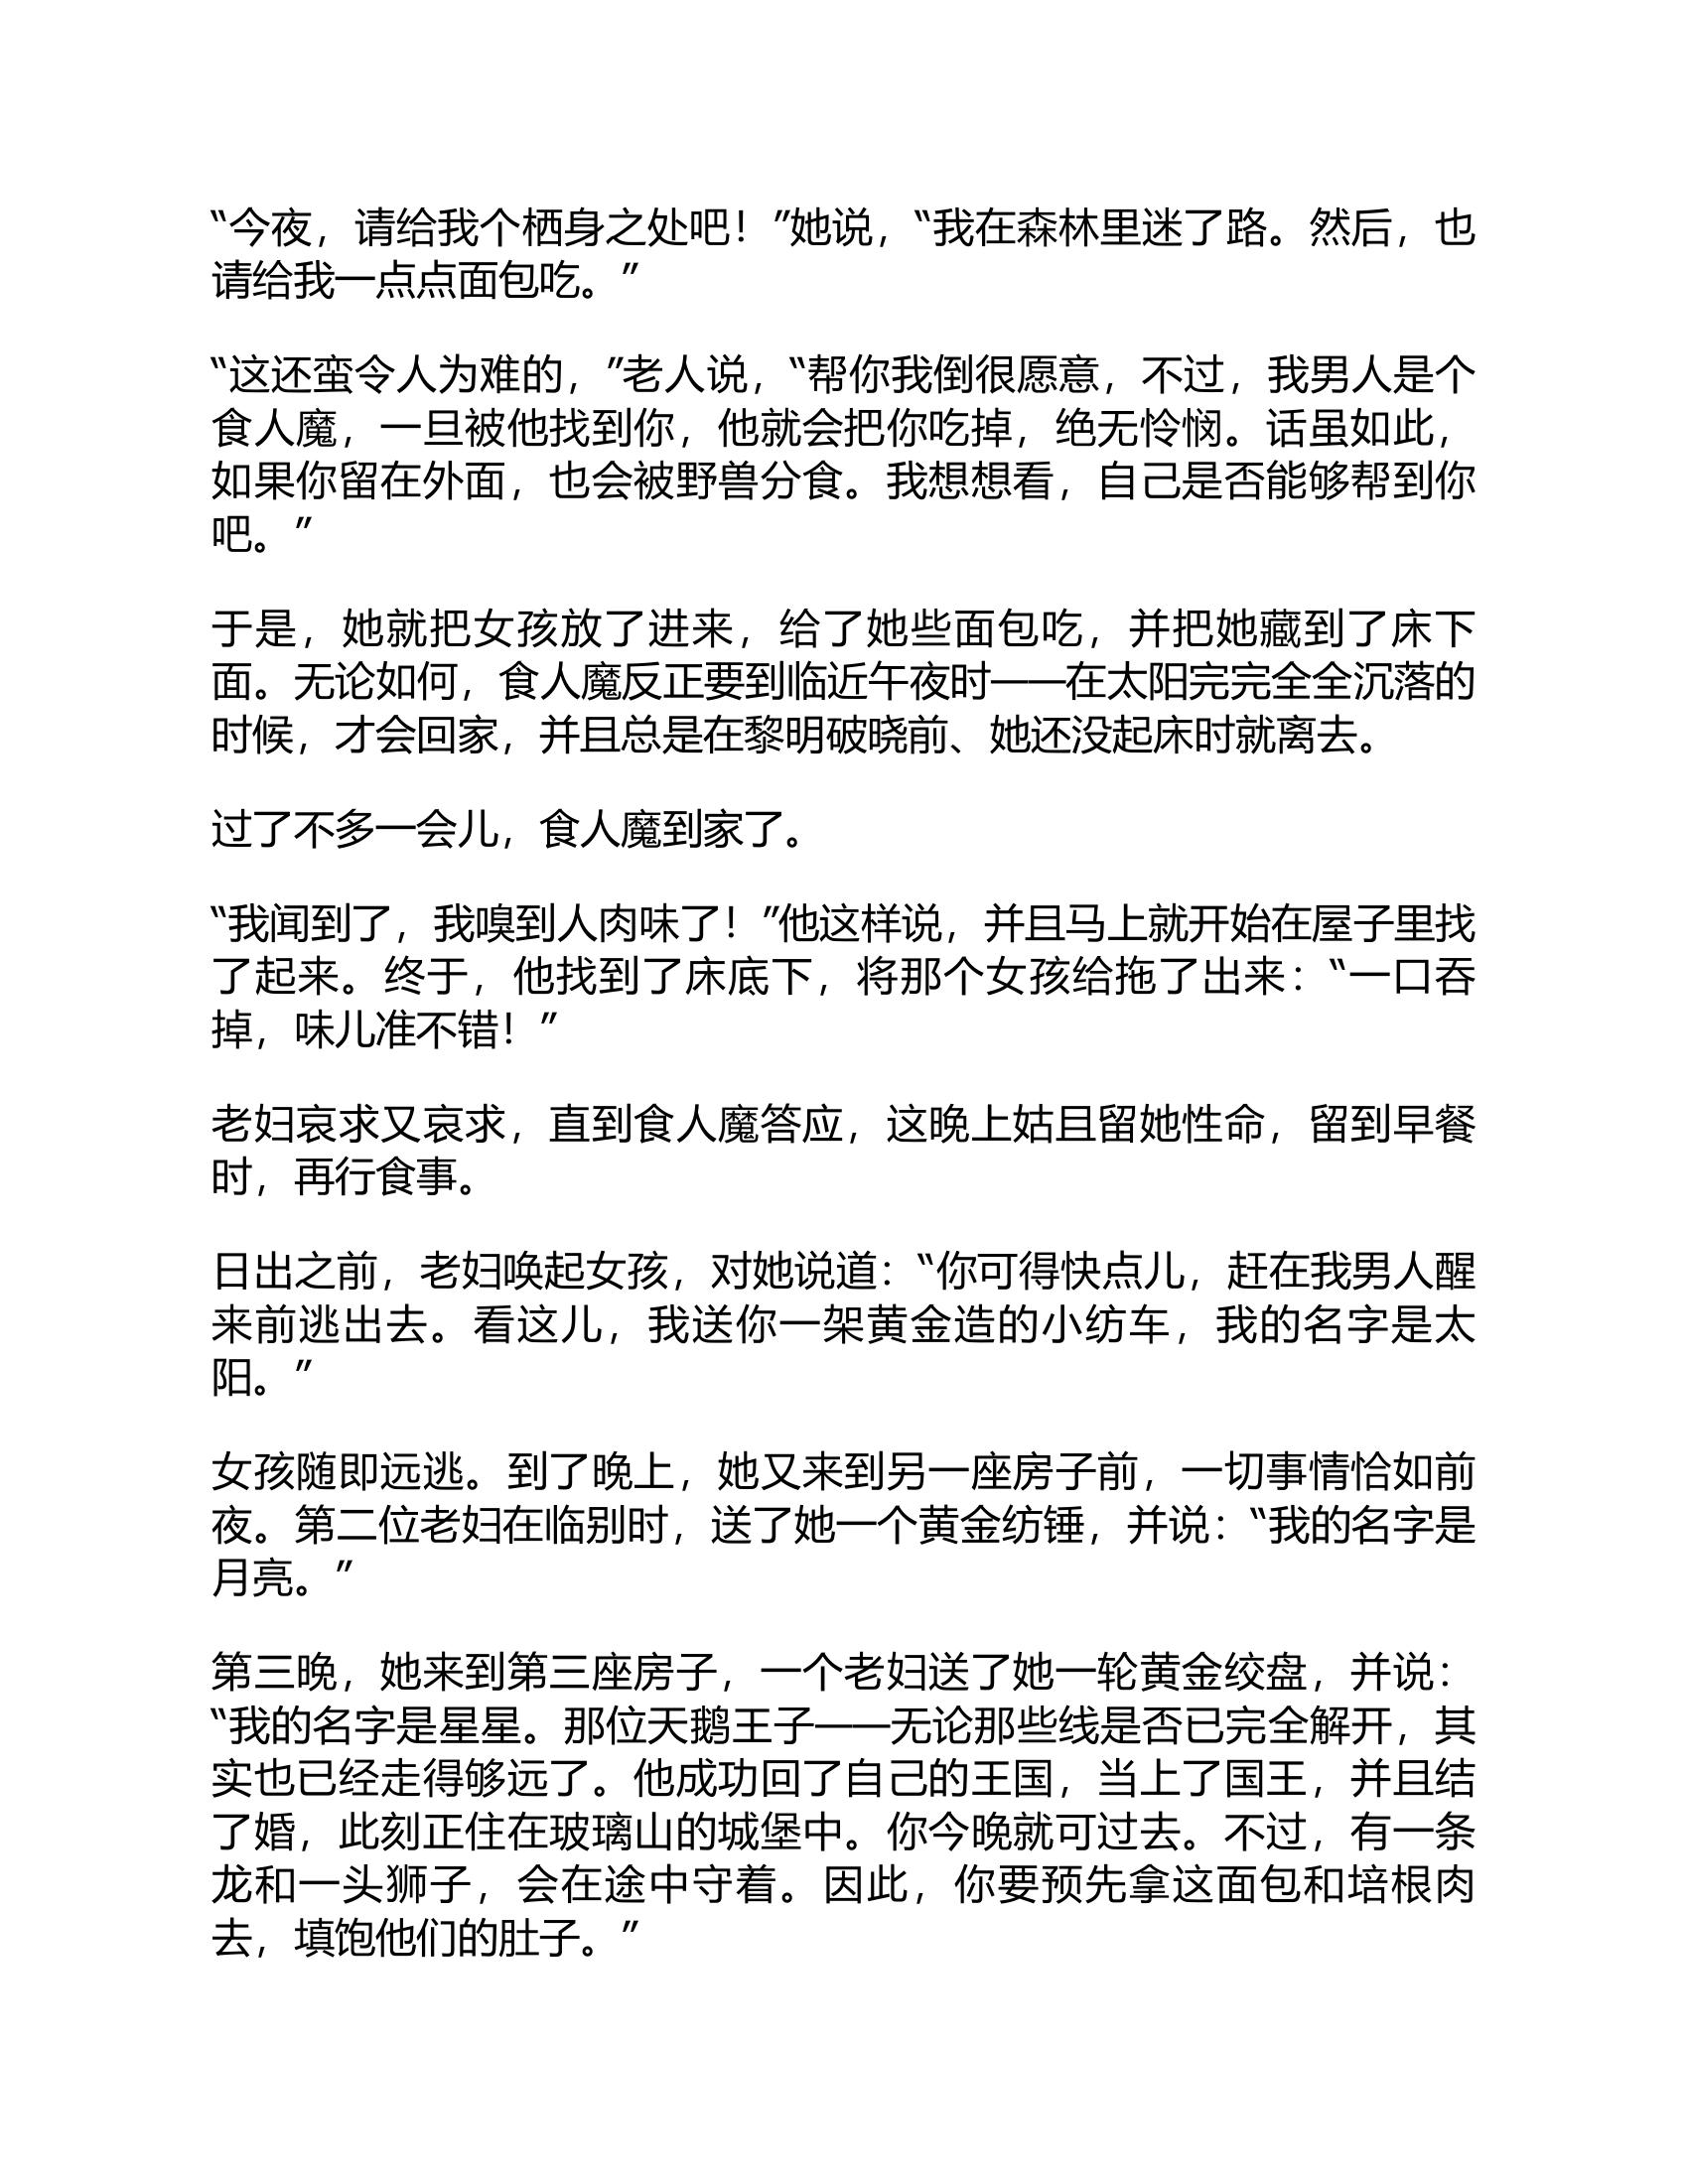 “今夜，请给我个栖身之处吧！”她说，“我在森林里迷了路。然后，也
请给我一点点面包吃。”
“这还蛮令人为难的，”老人说，“帮你我倒很愿意，不过，我男人是个
食人魔，一旦被他找到你，他就会把你吃掉，绝无怜悯。话虽如此，
如果你留在外面，也会被野兽分食。我想想看，自己是否能够帮到你
吧。”
于是，她就把女孩放了进来，给了她些面包吃，并把她藏到了床下
面。无论如何，食人魔反正要到临近午夜时——在太阳完完全全沉落的
时候，才会回家，并且总是在黎明破晓前、她还没起床时就离去。
过了不多一会儿，食人魔到家了。
“我闻到了，我嗅到人肉味了！”他这样说，并且马上就开始在屋子里找
了起来。终于，他找到了床底下，将那个女孩给拖了出来：“一口吞
掉，味儿准不错！”
老妇哀求又哀求，直到食人魔答应，这晚上姑且留她性命，留到早餐
时，再行食事。
日出之前，老妇唤起女孩，对她说道：“你可得快点儿，赶在我男人醒
来前逃出去。看这儿，我送你一架黄金造的小纺车，我的名字是太
阳。”
女孩随即远逃。到了晚上，她又来到另一座房子前，一切事情恰如前
夜。第二位老妇在临别时，送了她一个黄金纺锤，并说：“我的名字是
月亮。”
第三晚，她来到第三座房子，一个老妇送了她一轮黄金绞盘，并说：
“我的名字是星星。那位天鹅王子——无论那些线是否已完全解开，其
实也已经走得够远了。他成功回了自己的王国，当上了国王，并且结
了婚，此刻正住在玻璃山的城堡中。你今晚就可过去。不过，有一条
龙和一头狮子，会在途中守着。因此，你要预先拿这面包和培根肉
去，填饱他们的肚子。”